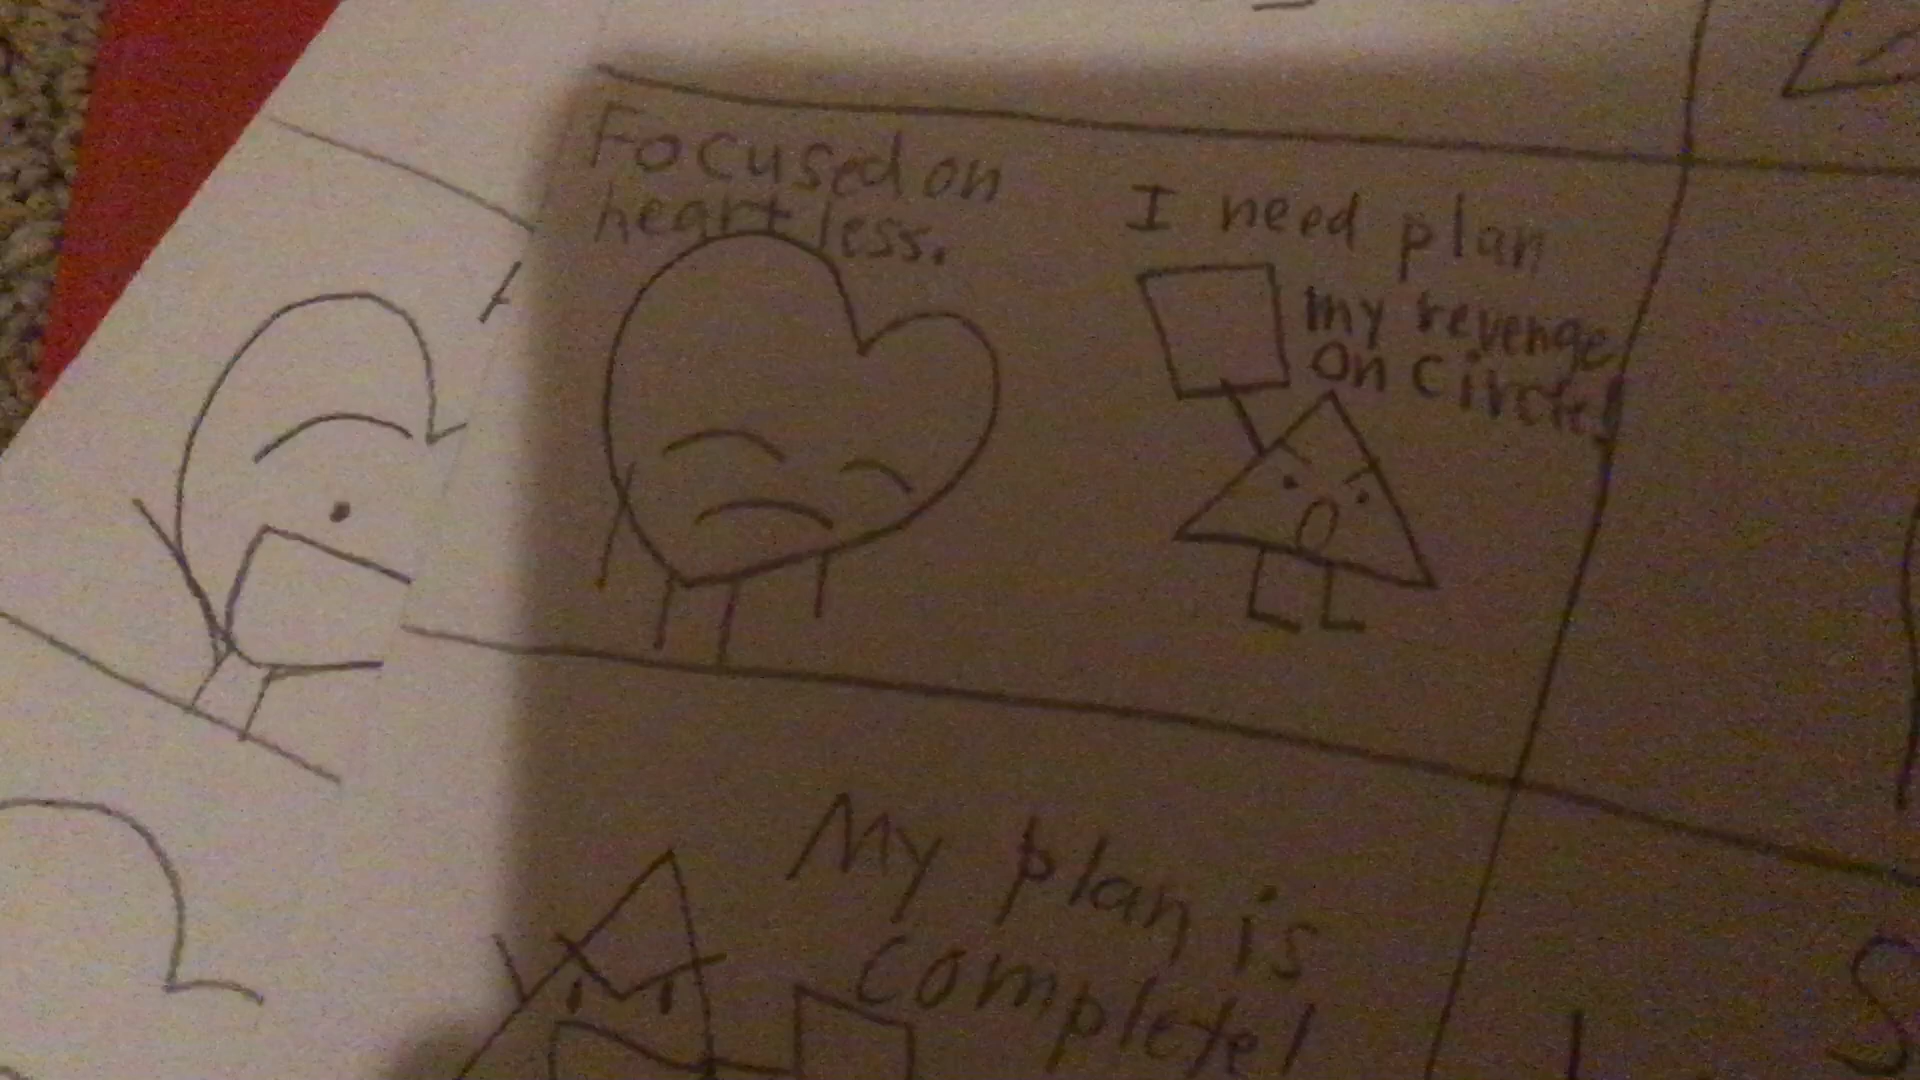 Focused on
heartless.
I need plan
my revenge
on circle!
My plan is
complete!